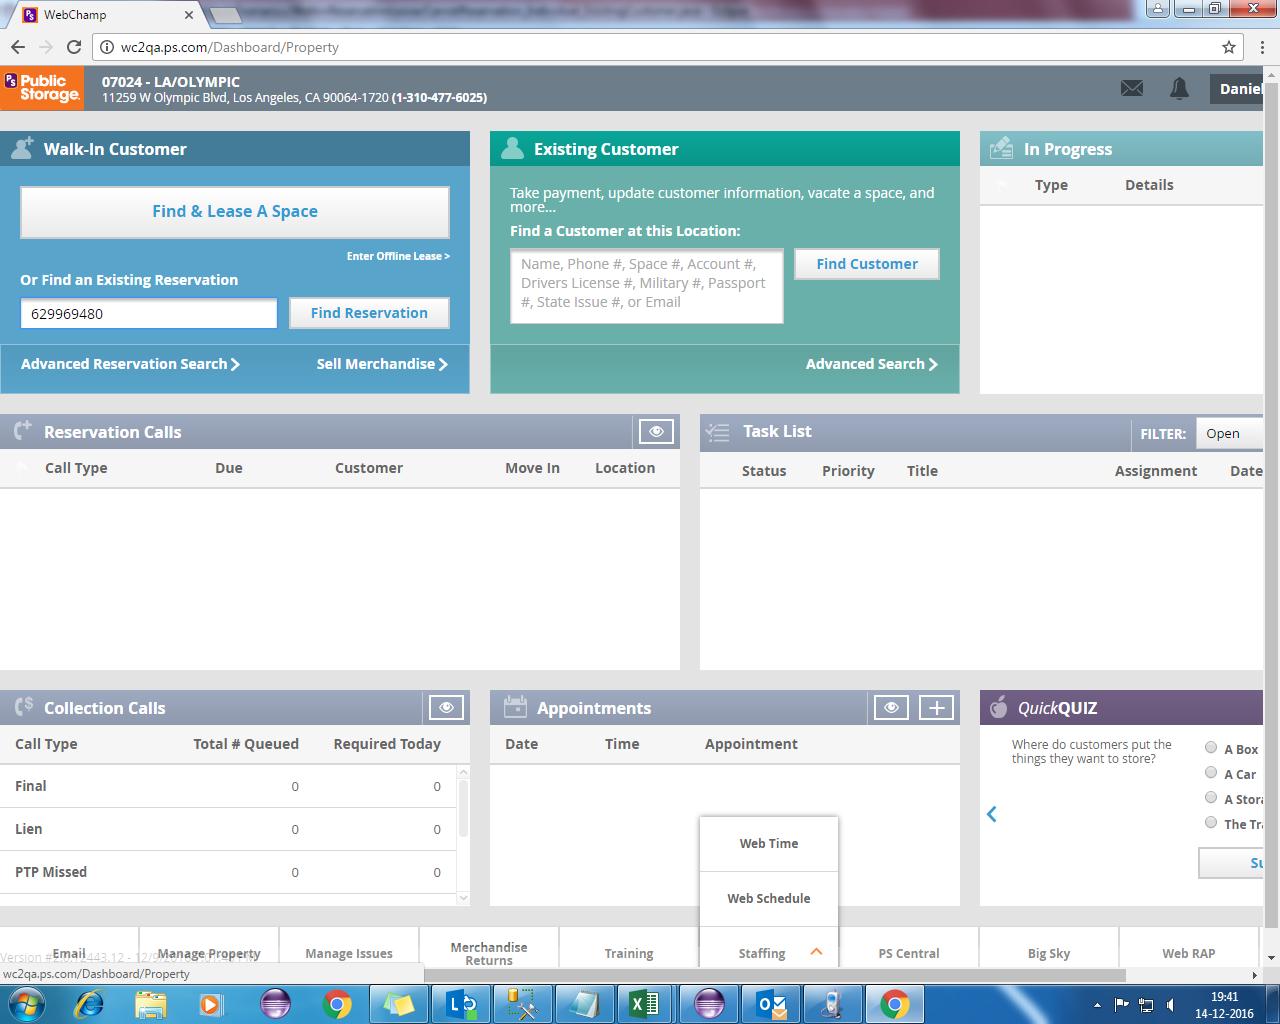 WebChamp
wc2qa.ps.com/Dashboard/Property
PS Public Storage.
07024 - LA/OLYMPIC
11259 W Olympic Blvd, Los Angeles, CA 90064-1720 (1-310-477-6025)
Daniel
Walk-In Customer
Find & Lease A Space
Enter Offline Lease >
Or Find an Existing Reservation
629969480
Find Reservation
Advanced Reservation Search
Sell Merchandise
Existing Customer
Take payment, update customer information, vacate a space, and
more...
Find a Customer at this Location:
Name, Phone #, Space #, Account #,
Drivers License #, Military #, Passport
#, State Issue #, or Email
Find Customer
Advanced Search
In Progress
Type Details
Reservation Calls
Call Type Due Customer Move In Location
Task List
FILTER: Open
Status Priority Title Assignment Date
Collection Calls
Call Type Total # Queued Required Today
Final 0 0
Lien 0 0
PTP Missed 0 0
Appointments
Date Time Appointment
QuickQUIZ
Where do customers put the
things they want to store?
A Box
A Car
A Stora
The Tra
Su
Web Time
Web Schedule
Email
Manage Property
Manage Issues
Merchandise
Returns
Training
Staffing
PS Central
Big Sky
Web RAP
wc2qa.ps.com/Dashboard/Property
19:41
14-12-2016